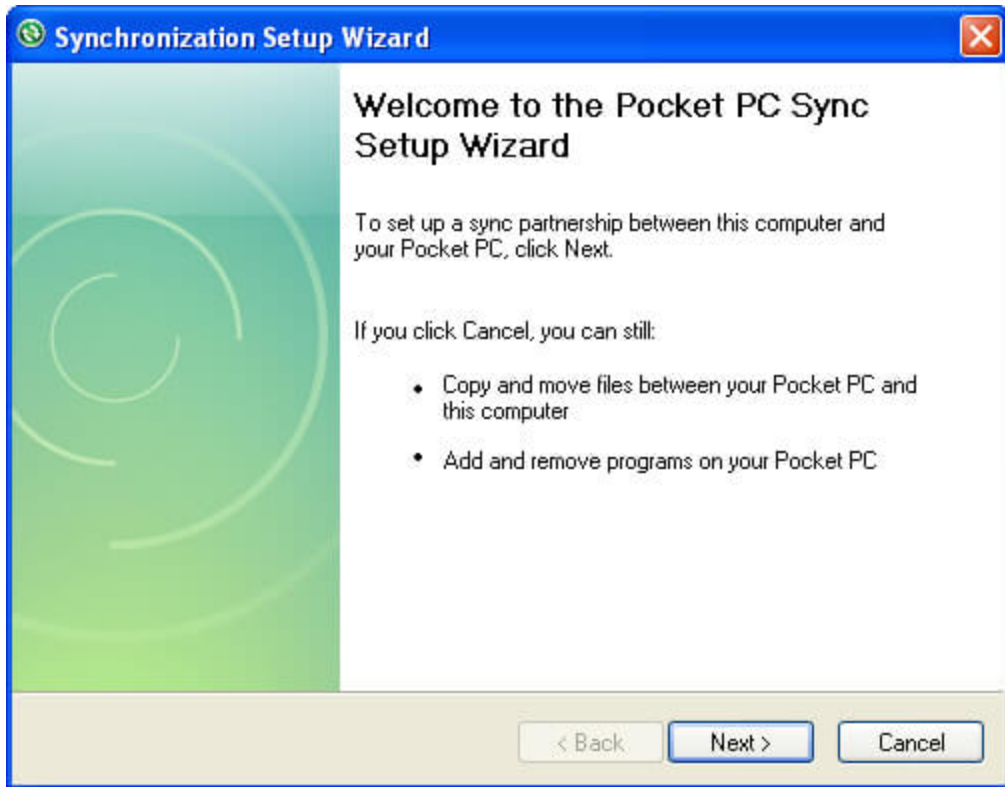 Synchronization Setup Wizard
Welcome to the Pocket PC Sync
Setup Wizard
To set up a sync partnership between this computer and
your Pocket PC, click Next.
If you click Cancel, you can still:
• Copy and move files between your Pocket PC and
this computer
• Add and remove programs on your Pocket PC
< Back Next > Cancel